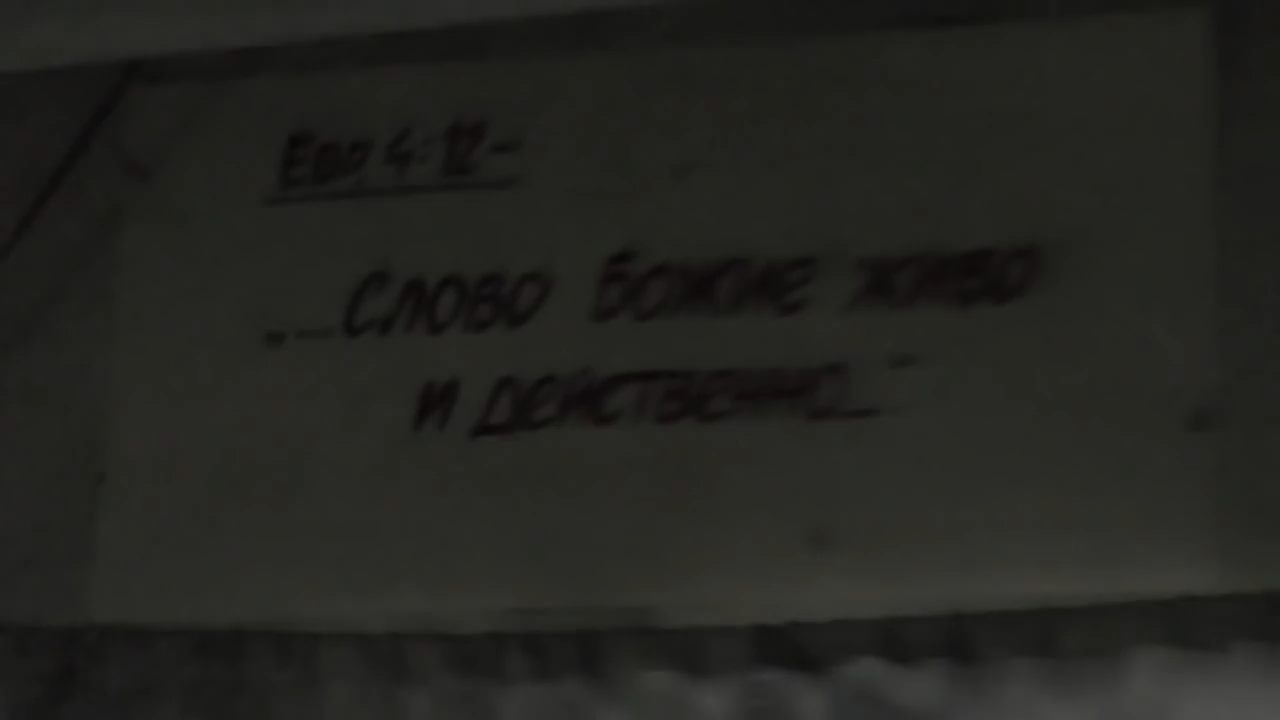 Евр 4:12-
„...Слово Божие живо
и действенно..."